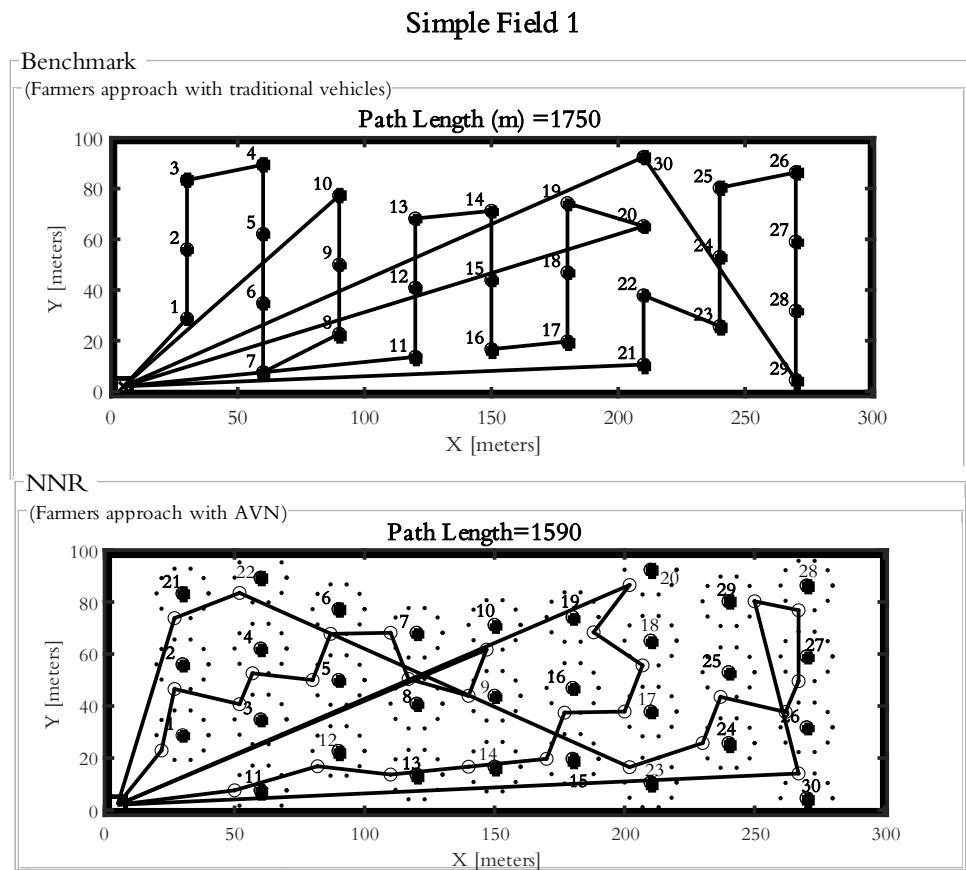 Simple Field 1
Benchmark
(Farmers approach with traditional vehicles)
Path Length (m) =1750
100
80
60
40
20
0
Y [meters]
3 4 10 13 14 19 30 25 26
2 5 9 12 15 18 20 24 27
1 6 8 11 16 17 22 23 28
7 21 29
0 50 100 150 200 250 300
X [meters]
NNR
(Farmers approach with AVN)
Path Length=1590
100
80
60
40
20
0
Y [meters]
21 22 6 7 10 19 20 29 28
2 4 5 8 9 16 18 25 27
1 3 12 13 14 15 17 24 26
11 23 30
0 50 100 150 200 250 300
X [meters]